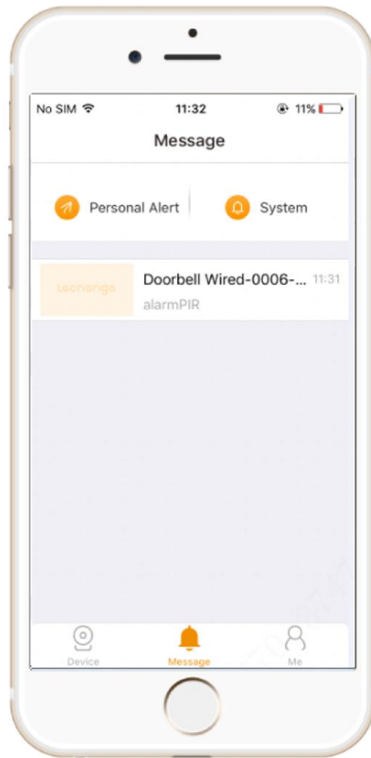 No SIM 11:32 11%
Message
Personal Alert System
Doorbell Wired-0006-... 11:31
alarmPIR
Device Message Me